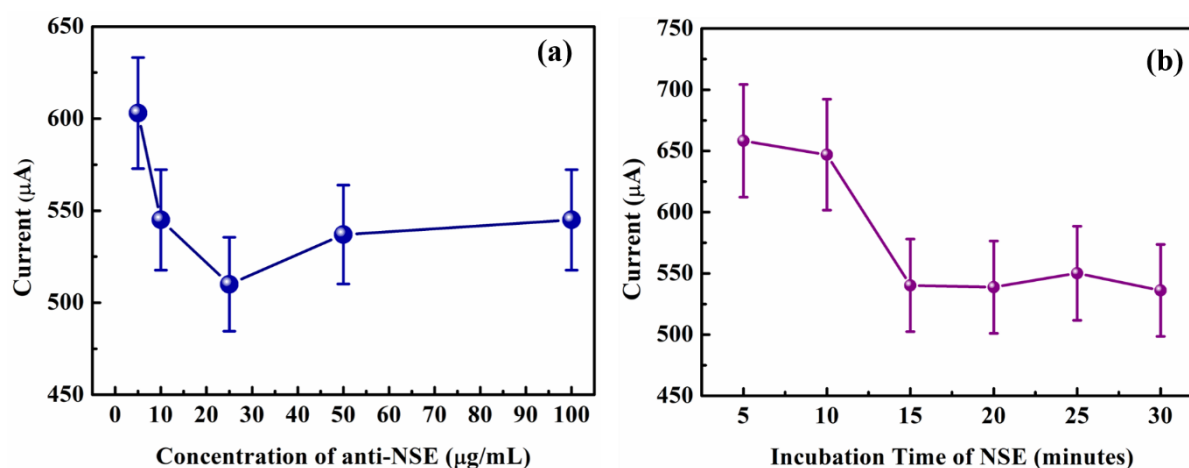 (a)
650
600
550
500
450
Current (μA)
0 10 20 30 40 50 60 70 80 90 100
Concentration of anti-NSE (μg/mL)
(b)
750
700
650
600
550
500
450
Current (μA)
5 10 15 20 25 30
Incubation Time of NSE (minutes)